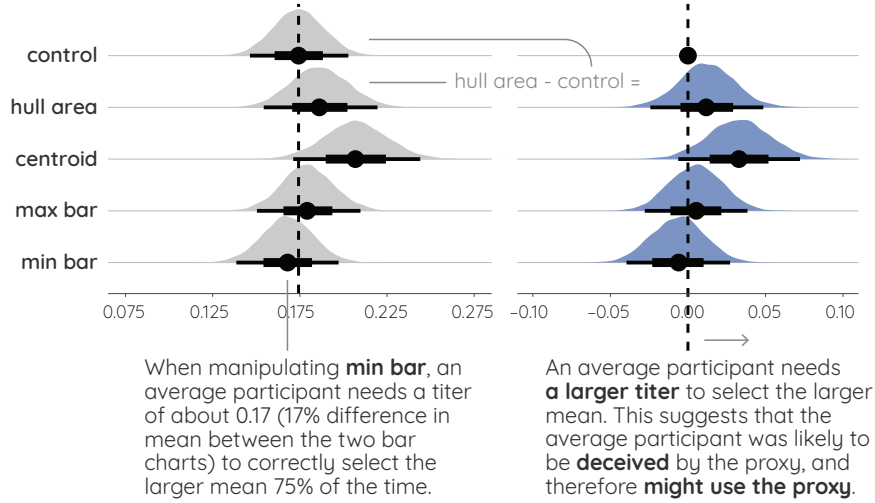 control
hull area - control =
hull area
centroid
max bar
min bar
0.075 0.125 0.175 0.225 0.275
−0.10 −0.05 0.00 0.05 0.10
When manipulating min bar, an
average participant needs a titer
of about 0.17 (17% difference in
mean between the two bar
charts) to correctly select the
larger mean 75% of the time.
An average participant needs
a larger titer to select the larger
mean. This suggests that the
average participant was likely to
be deceived by the proxy, and
therefore might use the proxy.